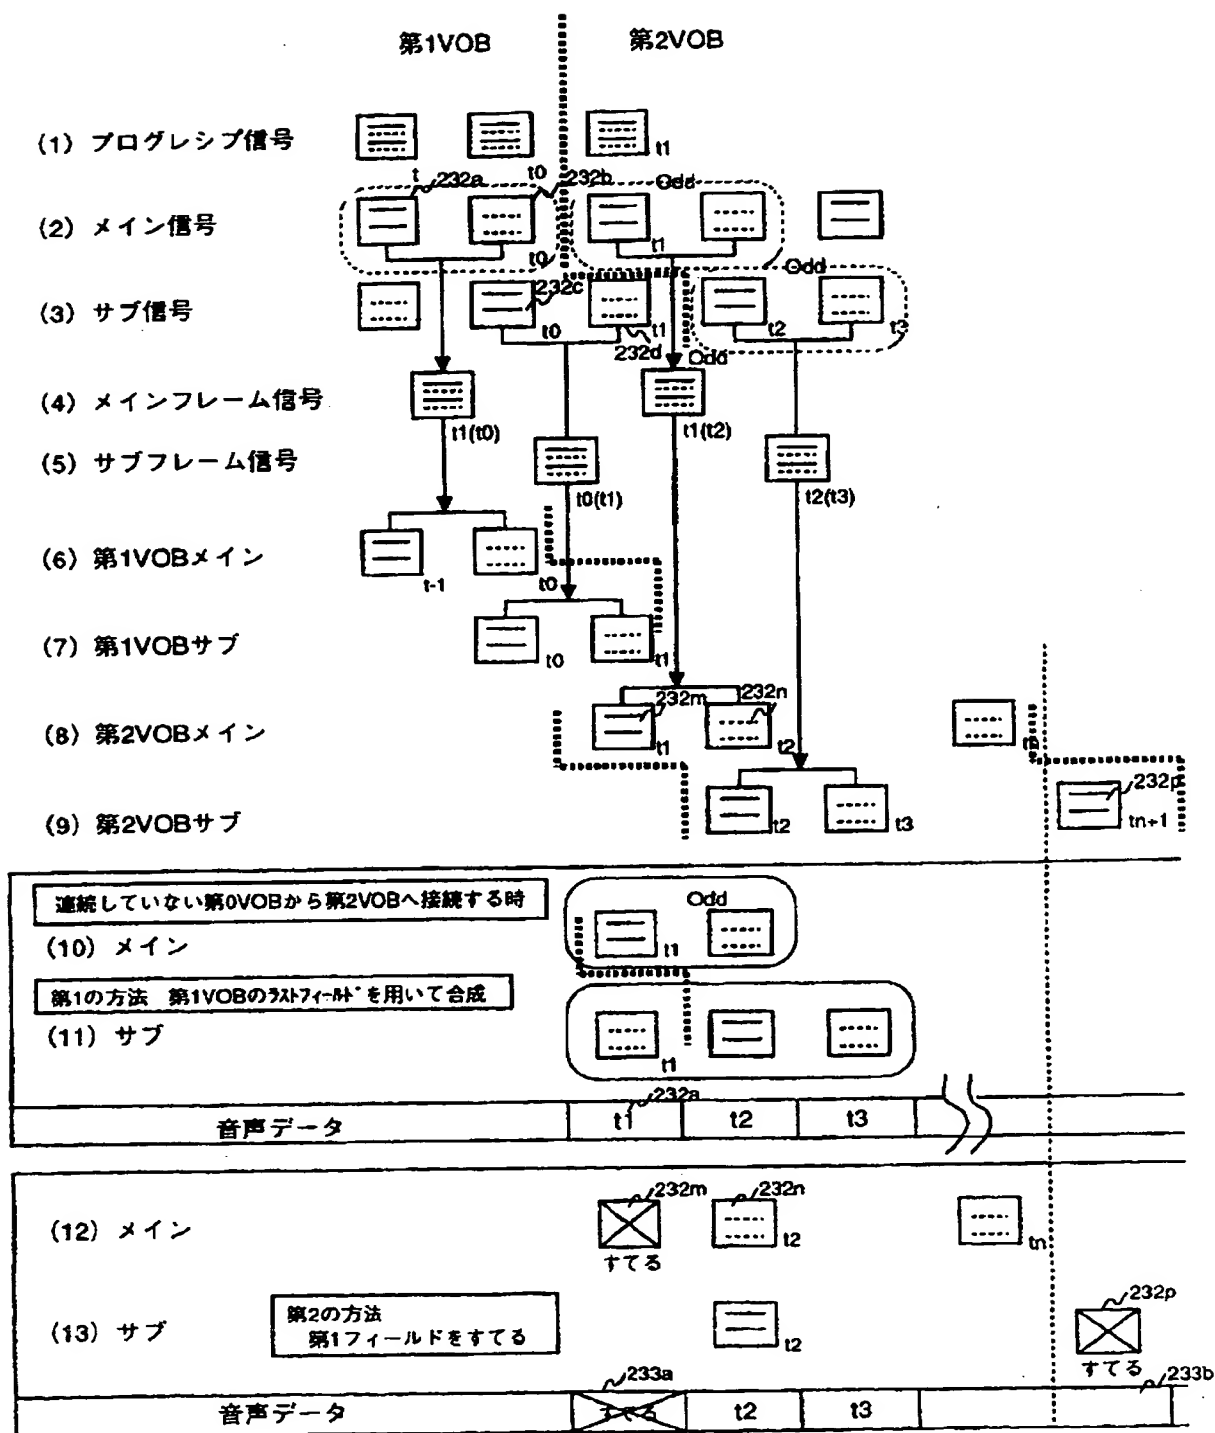 第1VOB 第2VOB
(1) プログレシプ信号
t1
t 232a t0 232b Odd
(2) メイン信号
t0 t1
Odd
232c
(3) サブ信号
t0 t1 t2 t3
232d Odd
(4) メインフレーム信号
t1(t0) t1(t2)
(5) サブフレーム信号
t0(t1) t2(t3)
(6) 第1VOBメイン
t-1 t0
(7) 第1VOBサブ
t0 t1
232m 232n
(8) 第2VOBメイン
t1 t2 tn
232p
(9) 第2VOBサブ
t2 t3 tn+1
連続していない第0VOBから第2VOBへ接続する時
Odd
(10) メイン
t1
第1の方法 第1VOBのラストフィールドを用いて合成
(11) サブ
t1
232a
音声データ t1 t2 t3
232m 232n
(12) メイン
t2 tn
すてる
232p
第2の方法
第1フィールドをすてる
(13) サブ
t2
すてる
233a 233b
音声データ すてる t2 t3